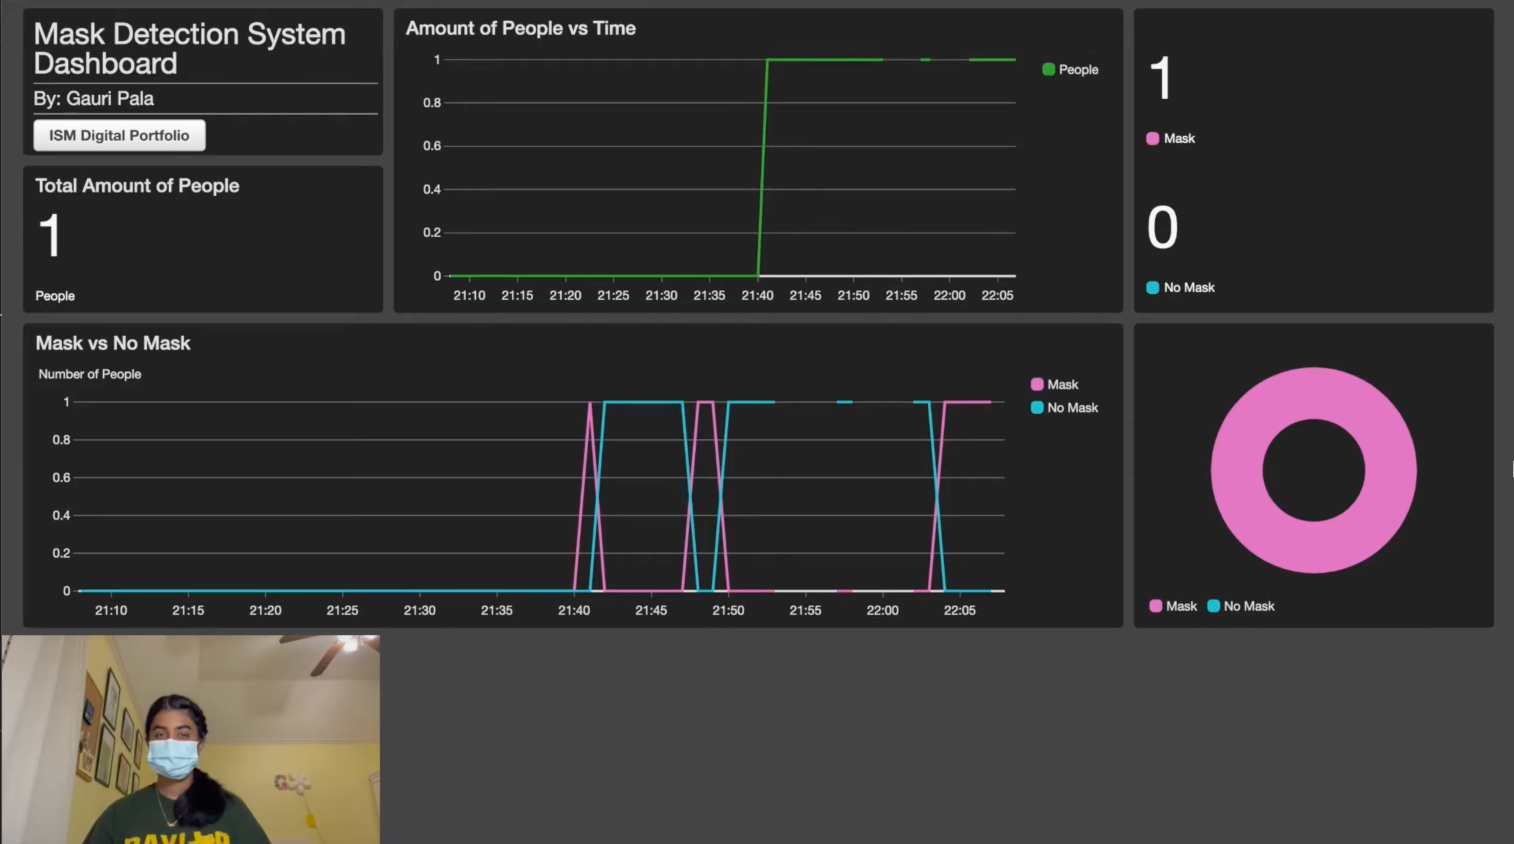 Mask Detection System
Dashboard
By: Gauri Pala
ISM Digital Portfolio
Total Amount of People
1
People
Amount of People vs Time
1
0.8
0.6
0.4
0.2
0
21:10 21:15 21:20 21:25 21:30 21:35 21:40 21:45 21:50 21:55 22:00 22:05
People
1
Mask
0
No Mask
Mask vs No Mask
Number of People
1
0.8
0.6
0.4
0.2
0
21:10 21:15 21:20 21:25 21:30 21:35 21:40 21:45 21:50 21:55 22:00 22:05
Mask
No Mask
Mask No Mask